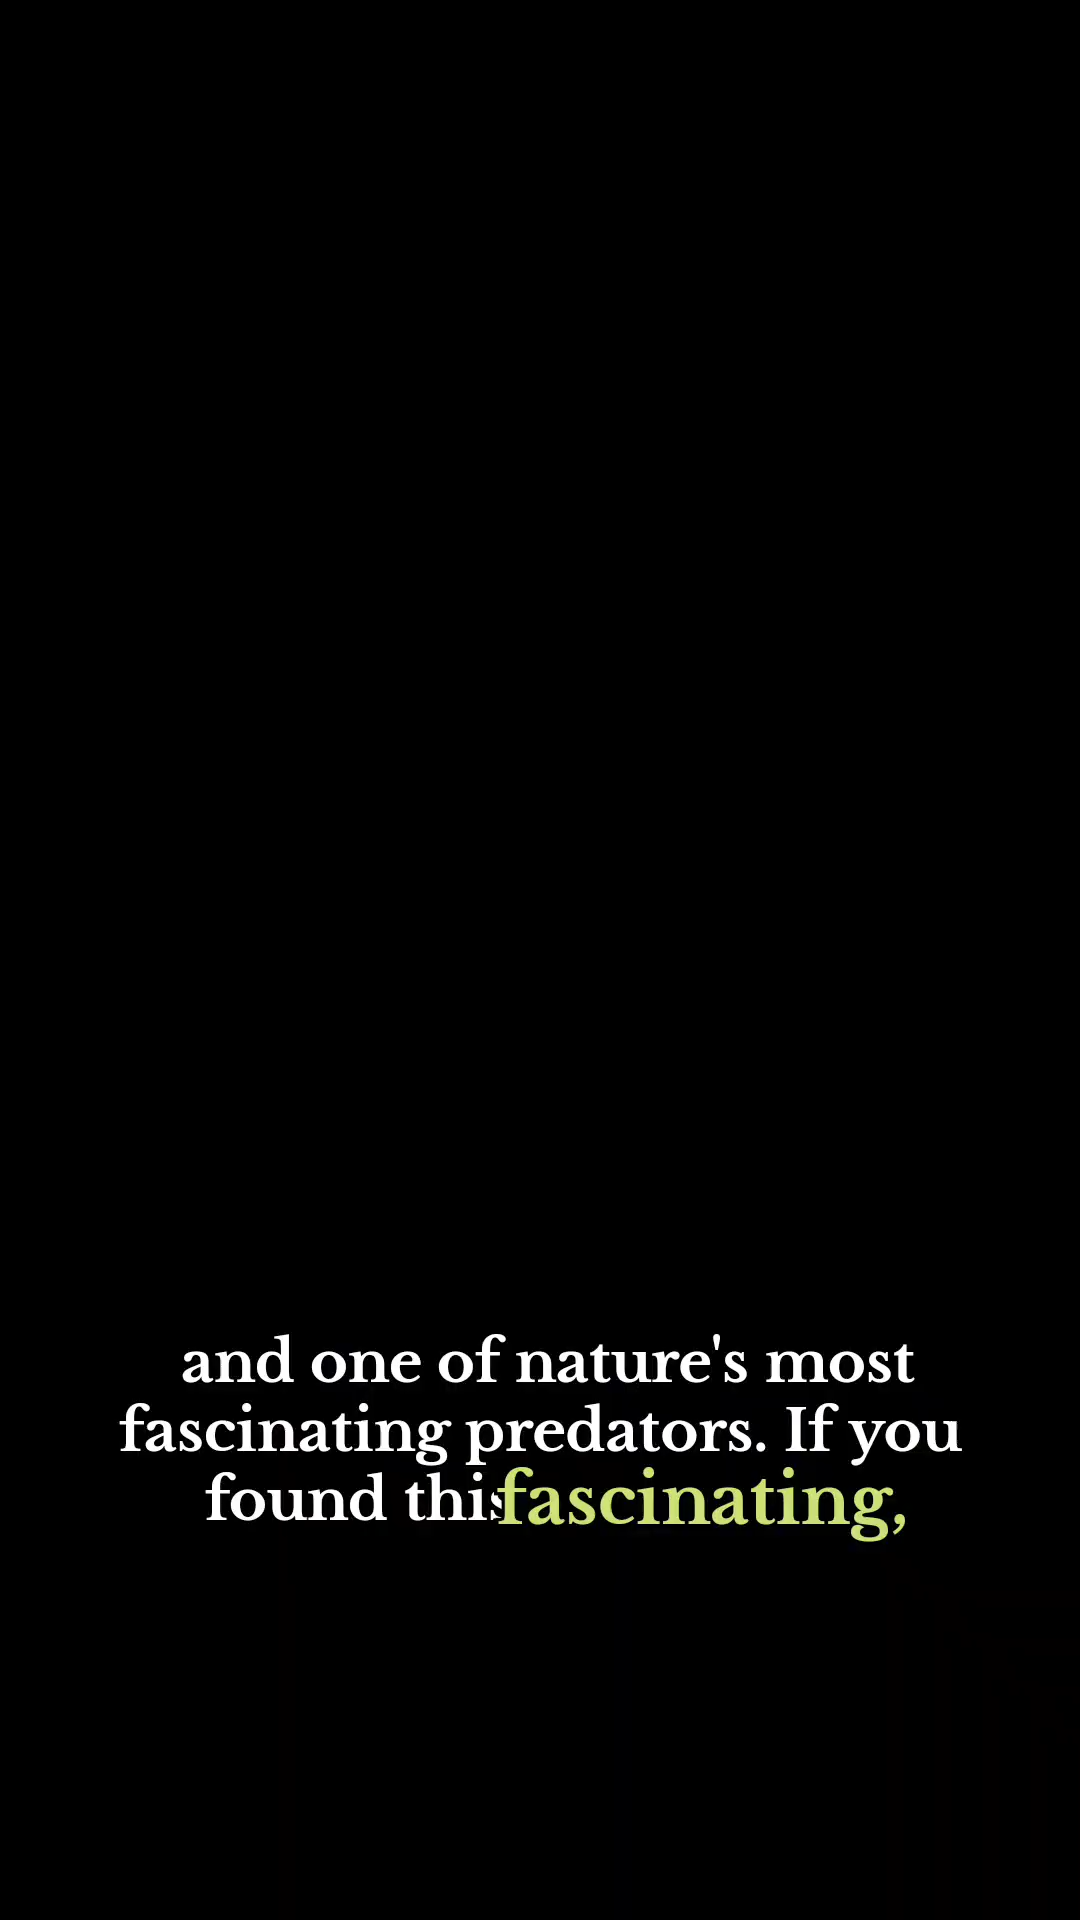 and one of nature's most
fascinating predators. If you
found this fascinating,